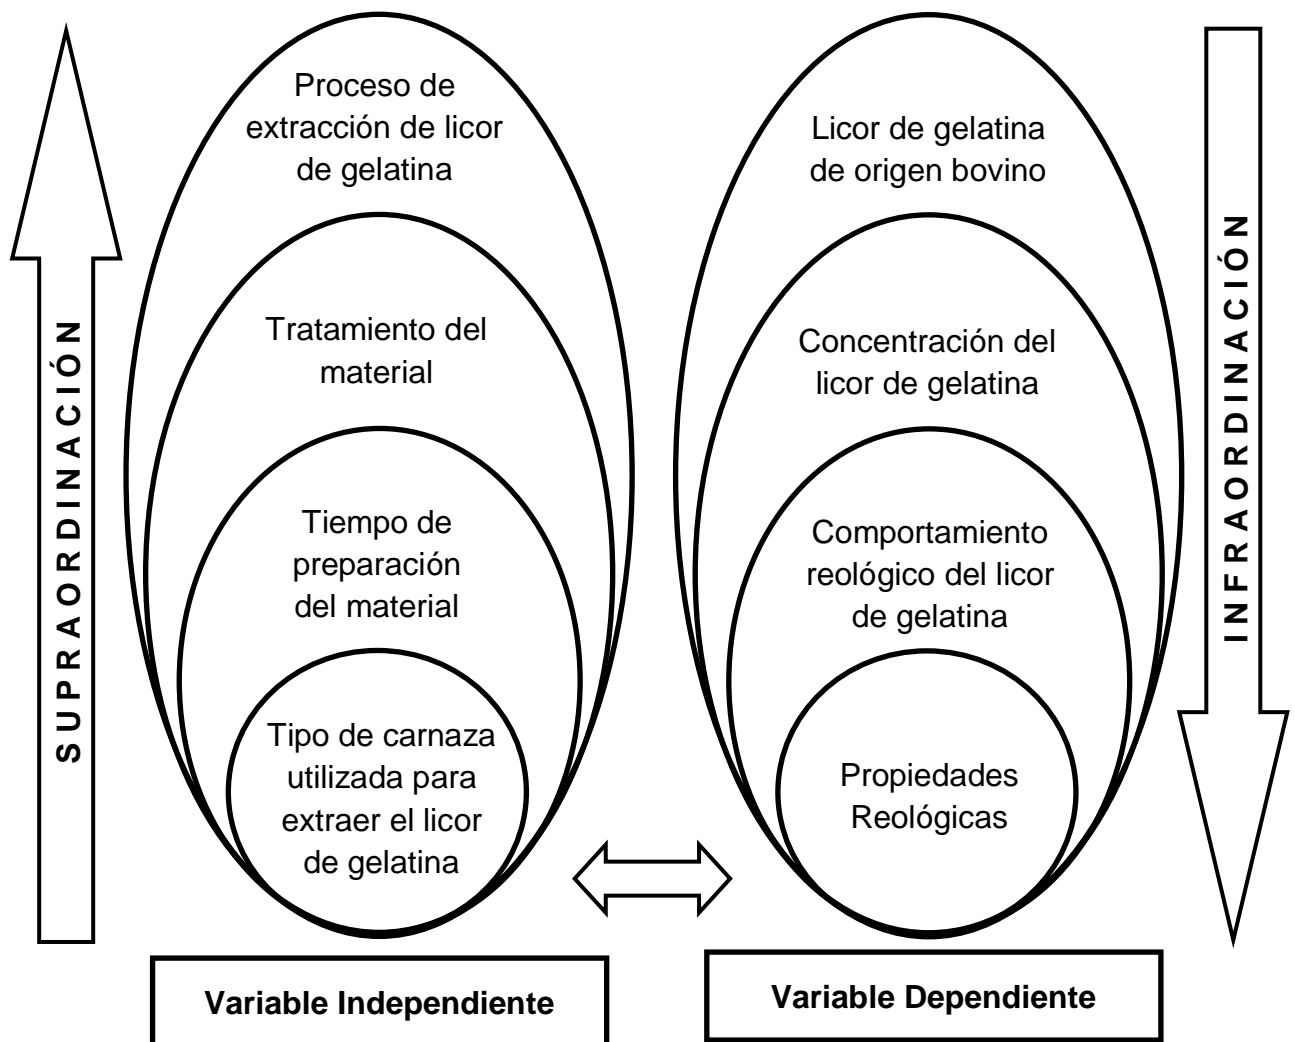 SUPRAORDINACIÓN
Proceso de
extracción de licor
de gelatina
Tratamiento del
material
Tiempo de
preparación
del material
Tipo de carnaza
utilizada para
extraer el licor
de gelatina
Variable Independiente
Licor de gelatina
de origen bovino
Concentración del
licor de gelatina
Comportamiento
reológico del licor
de gelatina
Propiedades
Reológicas
Variable Dependiente
INFRAORDINACIÓN